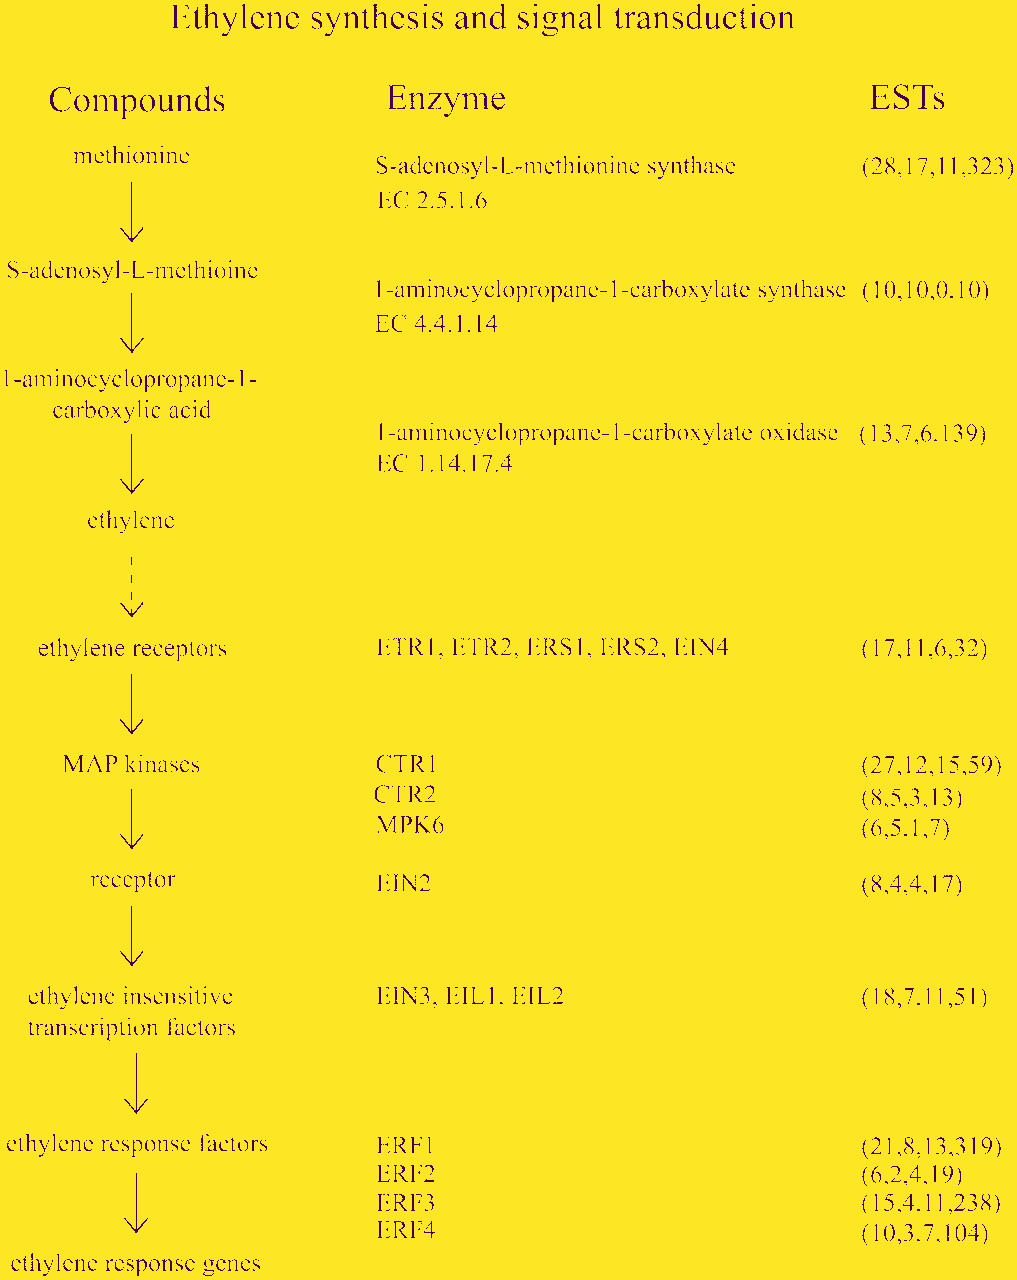 Ethylene synthesis and signal transduction
Compounds Enzyme ESTs
methionine
S-adenosyl-L-methionine synthase (28,17,11,323)
EC 2.5.1.6
S-adenosyl-L-methioine
1-aminocyclopropane-1-carboxylate synthase (10,10,0.10)
EC 4.4.1.14
1-aminocyclopropane-1-
carboxylic acid
1-aminocyclopropane-1-carboxylate oxidase (13,7,6.139)
EC 1.14.17.4
ethylene
ethylene receptors ETR1, ETR2, ERS1, ERS2, EIN4 (17,11,6,32)
MAP kinases CTR1 (27,12,15,59)
CTR2 (8,5,3,13)
MPK6 (6,5.1,7)
receptor EIN2 (8,4,4,17)
ethylene insensitive EIN3, EIL1, EIL2 (18,7.11,51)
transcription factors
ethylene response factors ERF1 (21,8,13,319)
ERF2 (6,2,4,19)
ERF3 (15,4.11,238)
ERF4 (10,3.7,104)
ethylene response genes